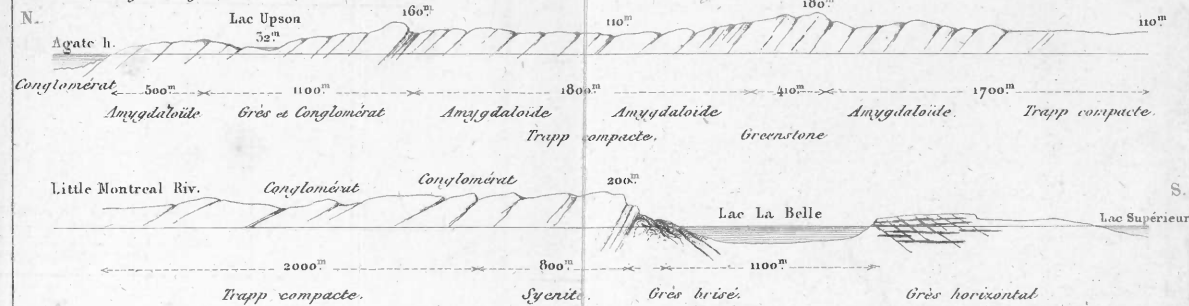 N.
Lac Upson
160m
180m
110m
110m
Agate h.
32m
Conglomérat
500m 1100m 1800m 410m 1700m
Amygdaloïde Grès et Conglomérat Amygdaloïde Amygdaloïde Amygdaloïde. Trapp compacte.
Trapp compacte. Greenstone
Little Montreal Riv. Conglomérat Conglomérat 200m
S.
Lac La Belle Lac Supérieur
2000m 800m 1100m
Trapp compacte. Syenite. Grès brisé. Grès horizontal